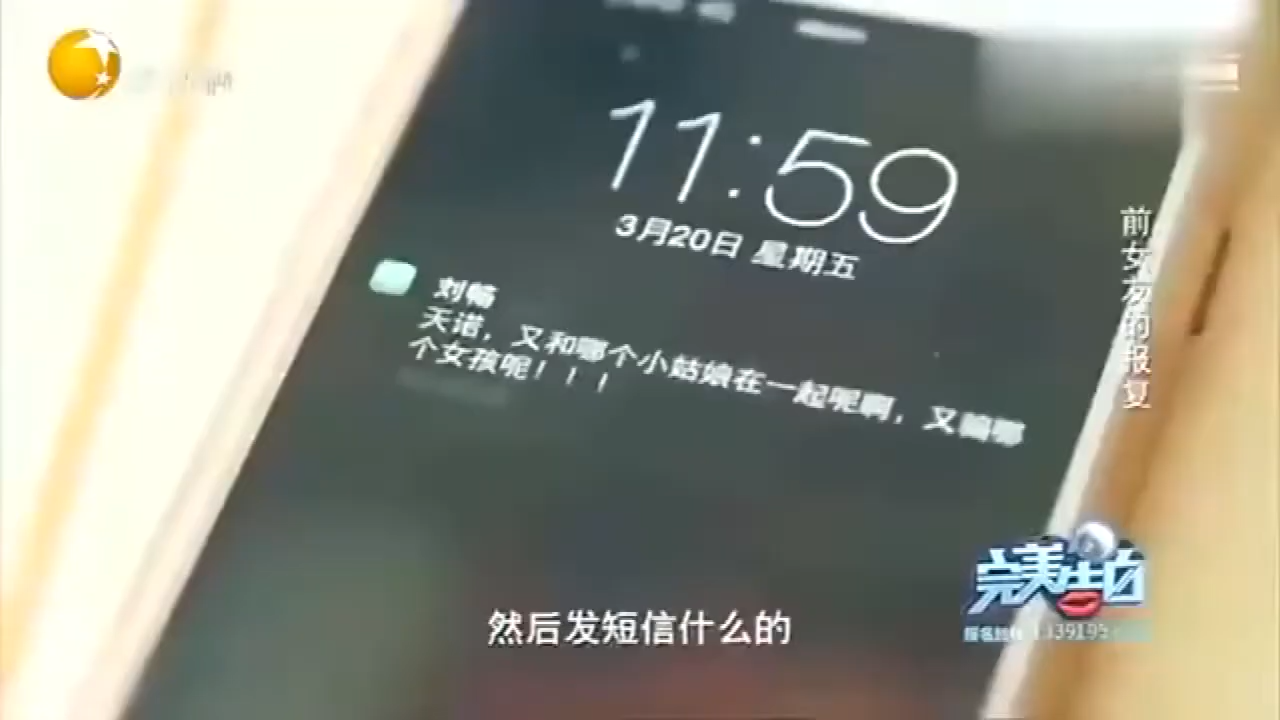 11:59
3月20日 星期五
刘畅
天诺，又和哪个小姑娘在一起呢啊，又骗哪
个女孩呢！！！
前女友的报复
完美告白
然后发短信什么的